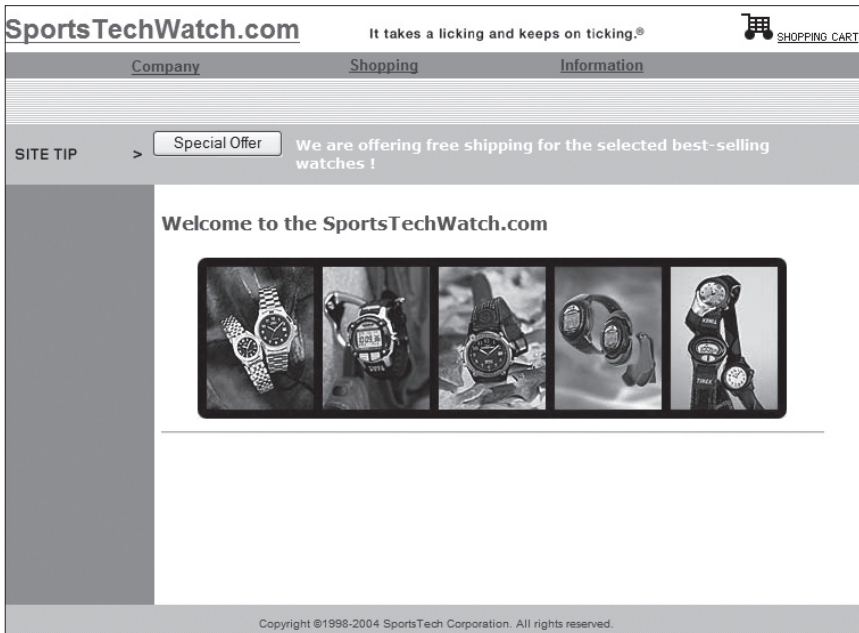 SportsTechWatch.com
It takes a licking and keeps on ticking.®
SHOPPING CART
Company
Shopping
Information
SITE TIP >
Special Offer
We are offering free shipping for the selected best-selling
watches !
Welcome to the SportsTechWatch.com
TIMEX
TIMEX
Copyright ©1998-2004 SportsTech Corporation. All rights reserved.